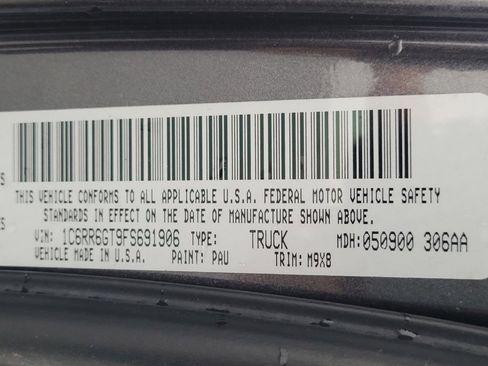 THIS VEHICLE CONFORMS TO ALL APPLICABLE U.S.A. FEDERAL MOTOR VEHICLE SAFETY
STANDARDS IN EFFECT ON THE DATE OF MANUFACTURE SHOWN ABOVE.
VIN: 1C6RR6GT9FS691906 TYPE: TRUCK MDH: 050900 306AA
VEHICLE MADE IN U.S.A. PAINT: PAU TRIM: M9X8